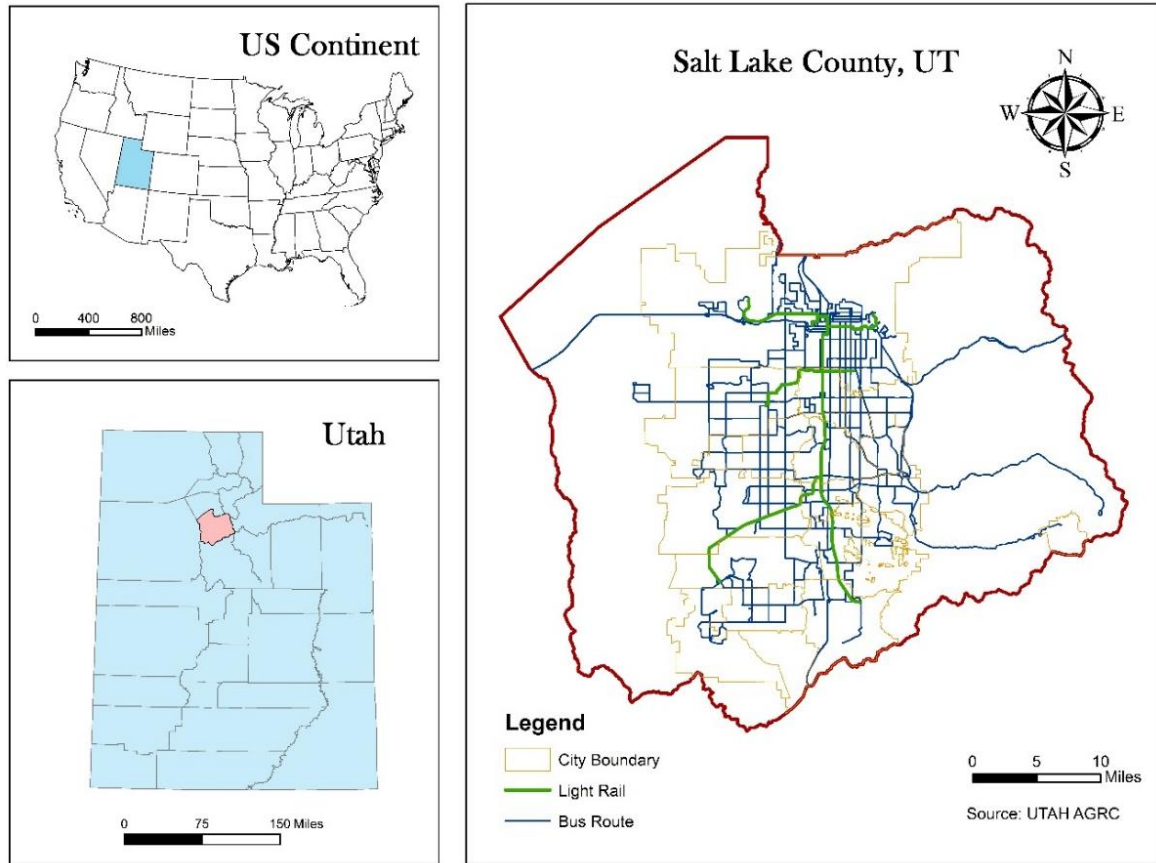 US Continent
0 400 800
Miles
Utah
0 75 150 Miles
Salt Lake County, UT
N
W E
S
Legend
City Boundary
Light Rail
Bus Route
0 5 10
Miles
Source: UTAH AGRC